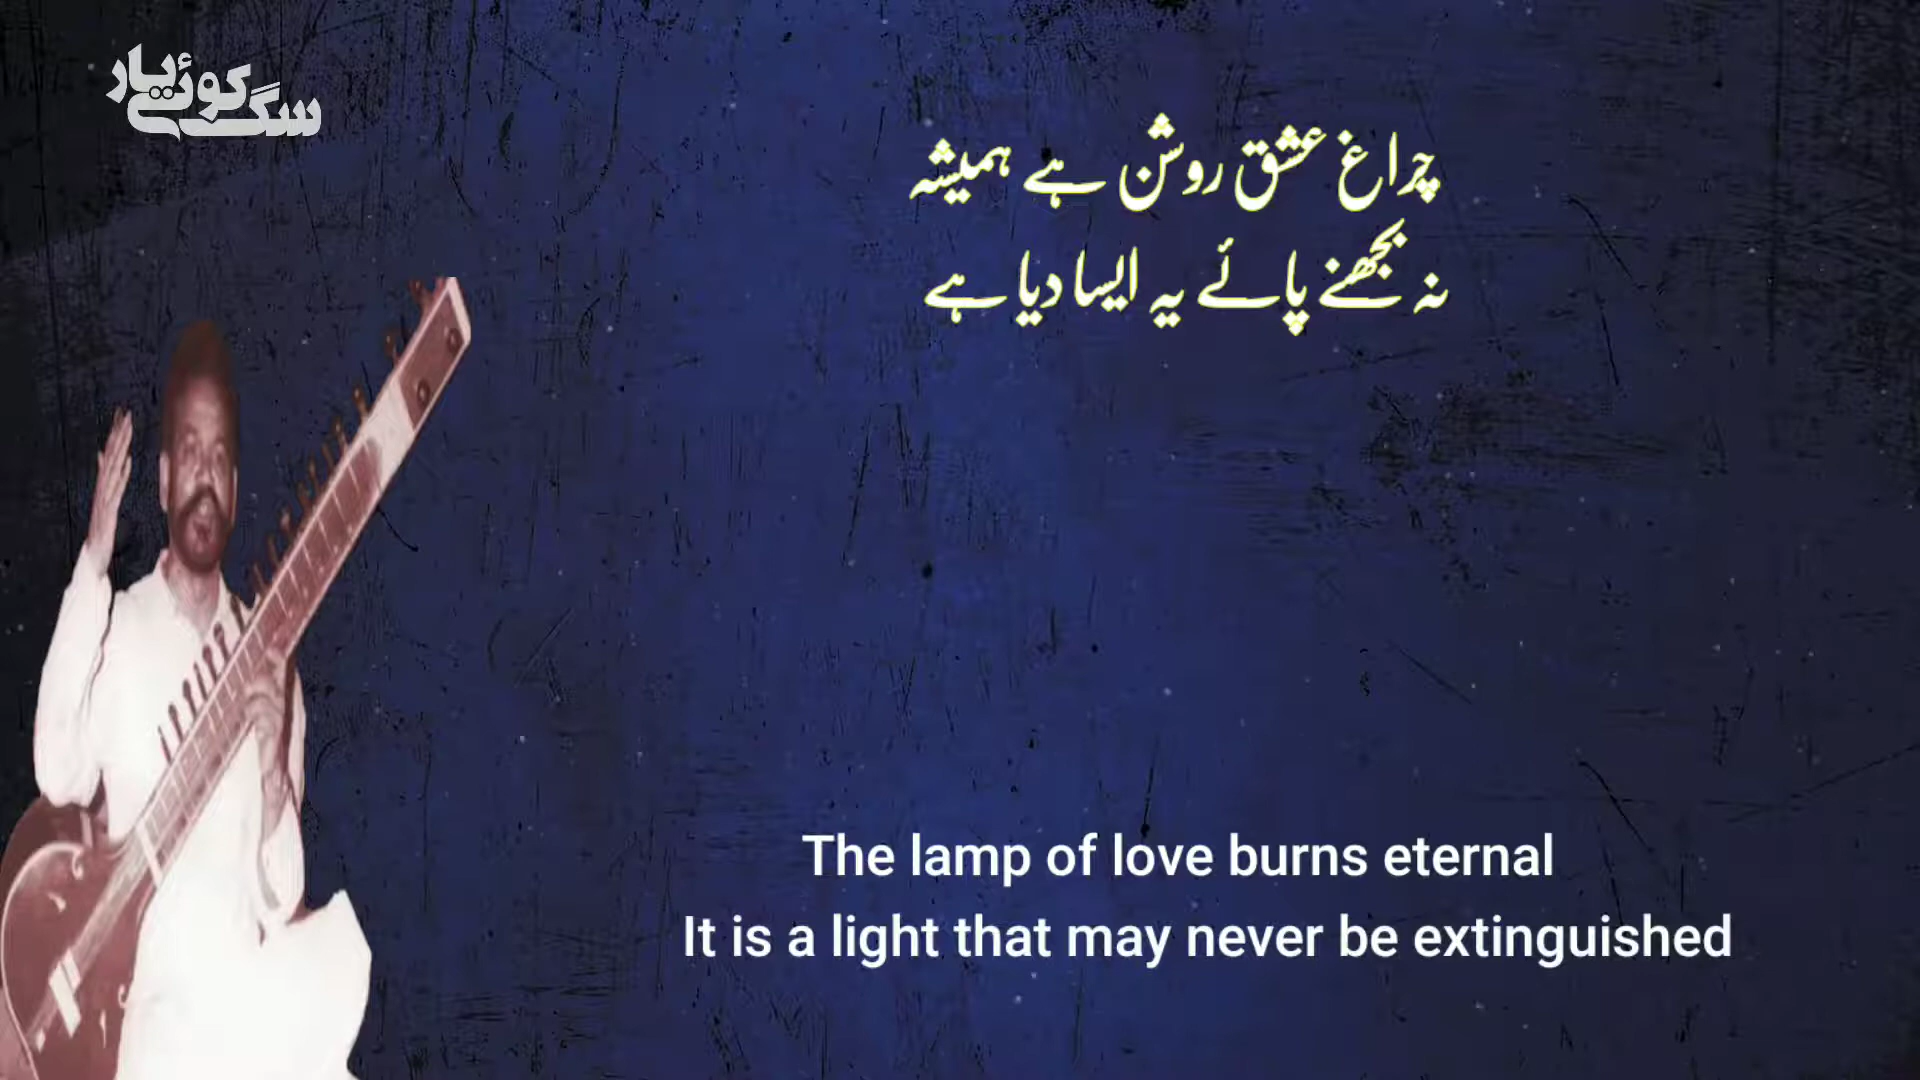 سگ کوئے یار
چراغ عشق روشن ہے ہمیشہ
نہ بجھنے پائے یہ ایسا دیا ہے
The lamp of love burns eternal
It is a light that may never be extinguished